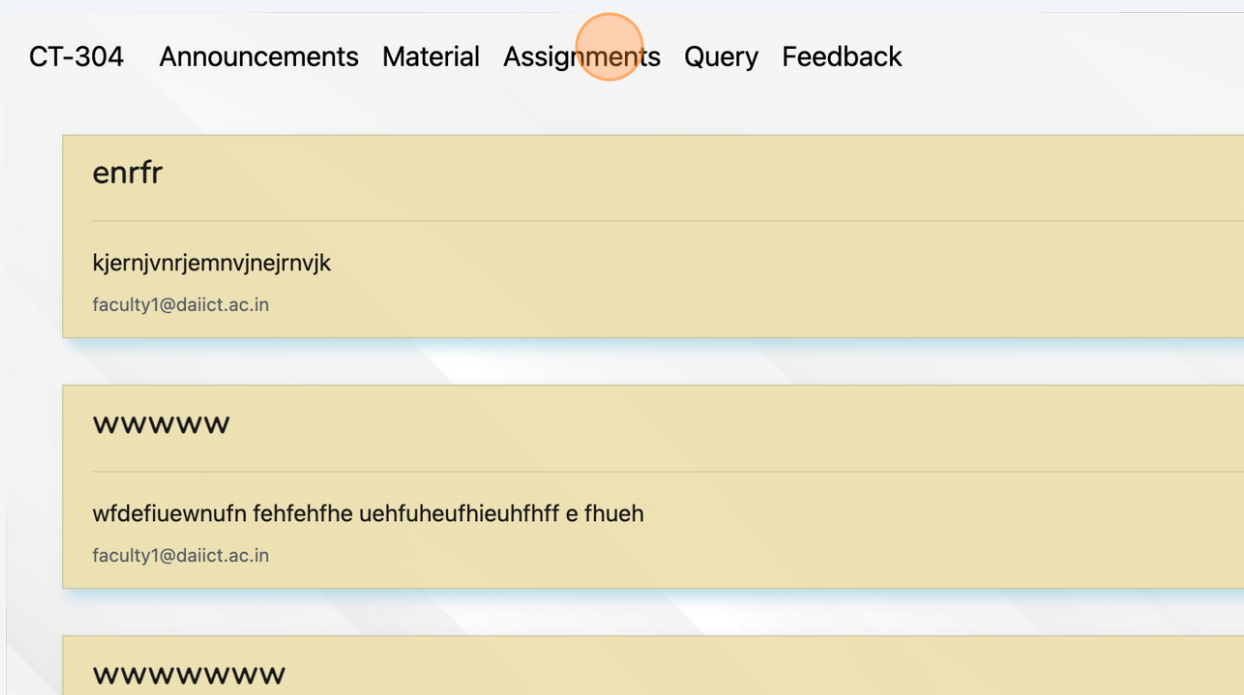 CT-304 Announcements Material Assignments Query Feedback
enrfr
kjernjvnrjemnvjnejrnvjk
faculty1@daiict.ac.in
wwwww
wfdefiuewnufn fehfehfhe uehfuheufhieuhfhff e fhueh
faculty1@daiict.ac.in
wwwwwww